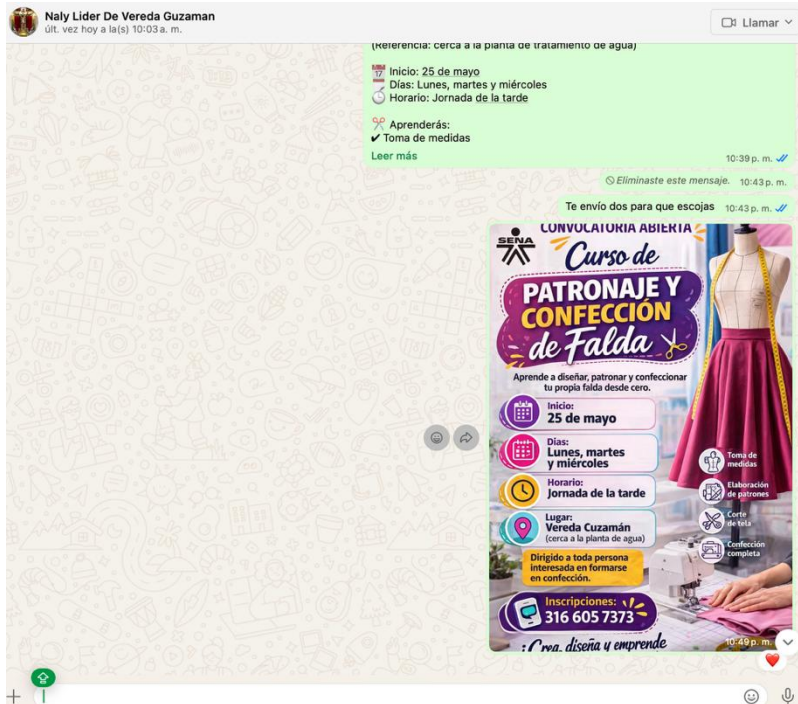 Naly Lider De Vereda Guzaman
últ. vez hoy a la(s) 10:03 a. m.
Llamar
(Referencia: cerca a la planta de tratamiento de agua)
Inicio: 25 de mayo
Días: Lunes, martes y miércoles
Horario: Jornada de la tarde
Aprenderás:
✔ Toma de medidas
Leer más
10:39 p. m.
Eliminaste este mensaje. 10:43 p. m.
Te envío dos para que escojas 10:43 p. m.
CONVOCATORIA ABIERTA
SENA
Curso de
PATRONAJE Y
CONFECCIÓN
de Falda
Aprende a diseñar, patronar y confeccionar
tu propia falda desde cero.
Inicio:
25 de mayo
Días:
Lunes, martes
y miércoles
Horario:
Jornada de la tarde
Lugar:
Vereda Cuzamán
(cerca a la planta de agua)
Dirigido a toda persona
interesada en formarse
en confección.
Toma de
medidas
Elaboración
de patrones
Corte
de tela
Confección
completa
Inscripciones:
316 605 7373
¡Crea, diseña y emprende
10:49 p. m.